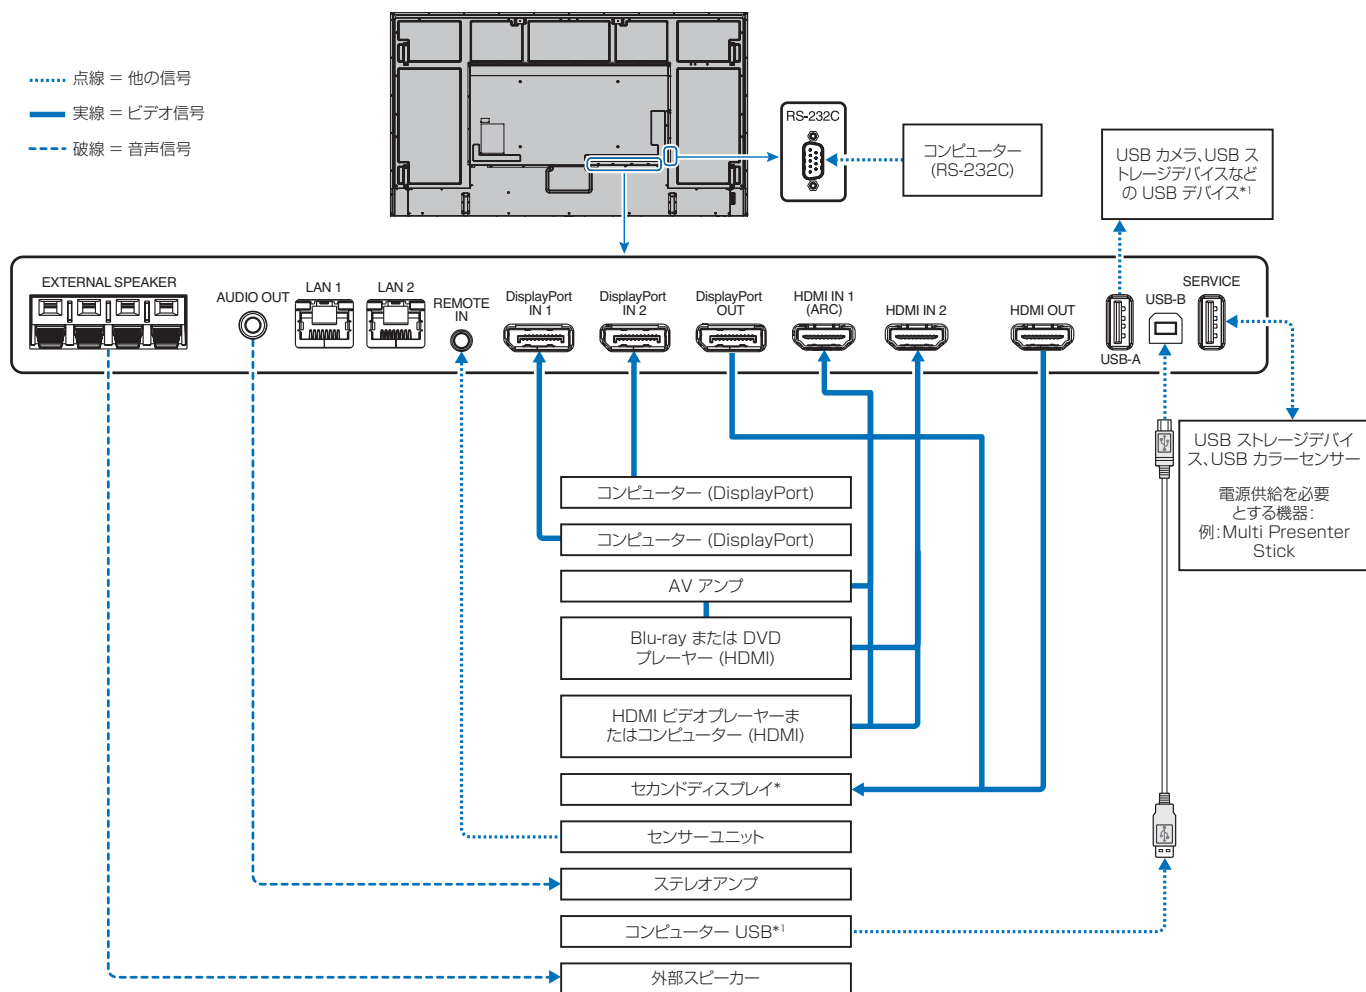 点線 = 他の信号
実線 = ビデオ信号
破線 = 音声信号
RS-232C
コンピューター
(RS-232C)
USB カメラ、USB ス
トレージデバイスなど
の USB デバイス*1
EXTERNAL SPEAKER
AUDIO OUT
LAN 1
LAN 2
REMOTE
IN
DisplayPort
IN 1
DisplayPort
IN 2
DisplayPort
OUT
HDMI IN 1
(ARC)
HDMI IN 2
HDMI OUT
USB-A
USB-B
SERVICE
USB ストレージデバイ
ス、USB カラーセンサー
電源供給を必要
とする機器：
例：Multi Presenter
Stick
コンピューター (DisplayPort)
コンピューター (DisplayPort)
AV アンプ
Blu-ray または DVD
プレーヤー (HDMI)
HDMI ビデオプレーヤーま
たはコンピューター (HDMI)
セカンドディスプレイ*
センサーユニット
ステレオアンプ
コンピューター USB*1
外部スピーカー